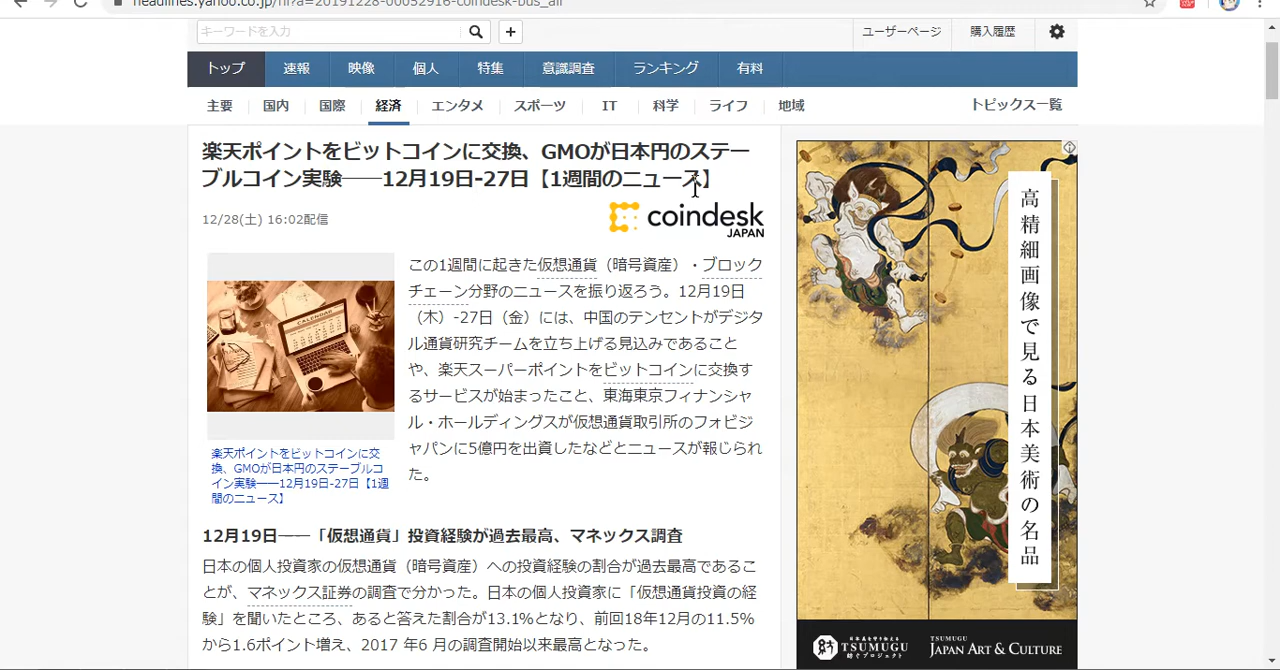 headlines.yahoo.co.jp/hl?a=20191228-00052916-coindesk-bus_all
キーワードを入力
+
ユーザーページ
購入履歴
トップ 速報 映像 個人 特集 意識調査 ランキング 有料
主要 国内 国際 経済 エンタメ スポーツ IT 科学 ライフ 地域 トピックス一覧
楽天ポイントをビットコインに交換、GMOが日本円のステー
ブルコイン実験──12月19日-27日【1週間のニュース】
12/28(土) 16:02配信
coindesk
JAPAN
CALENDAR
この1週間に起きた仮想通貨（暗号資産）・ブロック
チェーン分野のニュースを振り返ろう。12月19日
（木）-27日（金）には、中国のテンセントがデジタ
ル通貨研究チームを立ち上げる見込みであること
や、楽天スーパーポイントをビットコインに交換す
るサービスが始まったこと、東海東京フィナンシャ
ル・ホールディングスが仮想通貨取引所のフォビジ
ャパンに5億円を出資したなどとニュースが報じられ
た。
楽天ポイントをビットコインに交
換、GMOが日本円のステーブルコ
イン実験──12月19日-27日【1週
間のニュース】
12月19日──「仮想通貨」投資経験が過去最高、マネックス調査
日本の個人投資家の仮想通貨（暗号資産）への投資経験の割合が過去最高であるこ
とが、マネックス証券の調査で分かった。日本の個人投資家に「仮想通貨投資の経
験」を聞いたところ、あると答えた割合が13.1%となり、前回18年12月の11.5%
から1.6ポイント増え、2017 年6 月の調査開始以来最高となった。
高精細画像で見る日本美術の名品
財
日本美を守り伝える
TSUMUGU
紡ぐプロジェクト
TSUMUGU
JAPAN ART & CULTURE